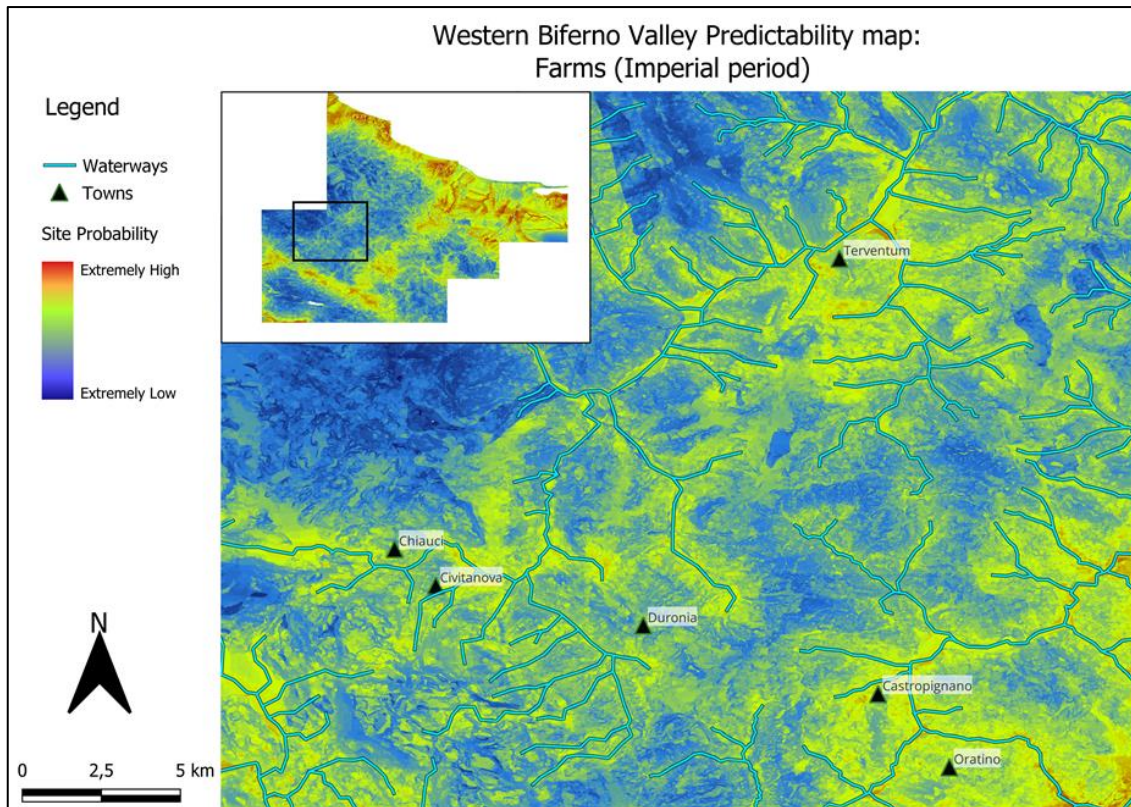 Western Biferno Valley Predictability map:
Farms (Imperial period)
Legend
Waterways
Towns
Site Probability
Extremely High
Extremely Low
Terventum
Chiauci
Civitanova
Duronia
Castropignano
Oratino
N
0 2,5 5 km